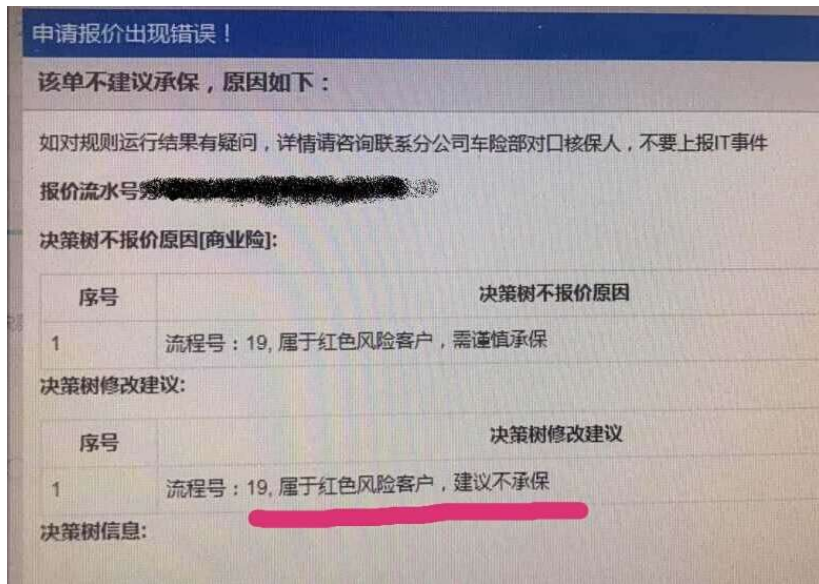 申请报价出现错误！
该单不建议承保，原因如下：
如对规则运行结果有疑问，详情请咨询联系分公司车险部对口核保人，不要上报IT事件
报价流水号为
决策树不报价原因[商业险]:
序号 决策树不报价原因
1 流程号：19, 属于红色风险客户，需谨慎承保
决策树修改建议:
序号 决策树修改建议
1 流程号：19, 属于红色风险客户，建议不承保
决策树信息: